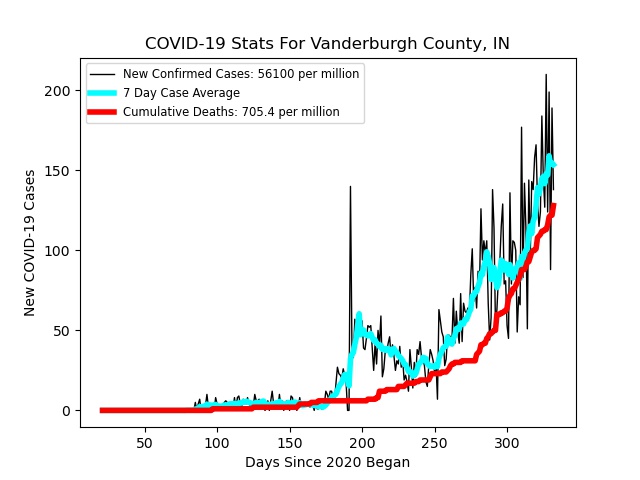 COVID-19 Stats For Vanderburgh County, IN
New Confirmed Cases: 56100 per million
7 Day Case Average
Cumulative Deaths: 705.4 per million
New COVID-19 Cases
200
150
100
50
0
50
100
150
200
250
300
Days Since 2020 Began